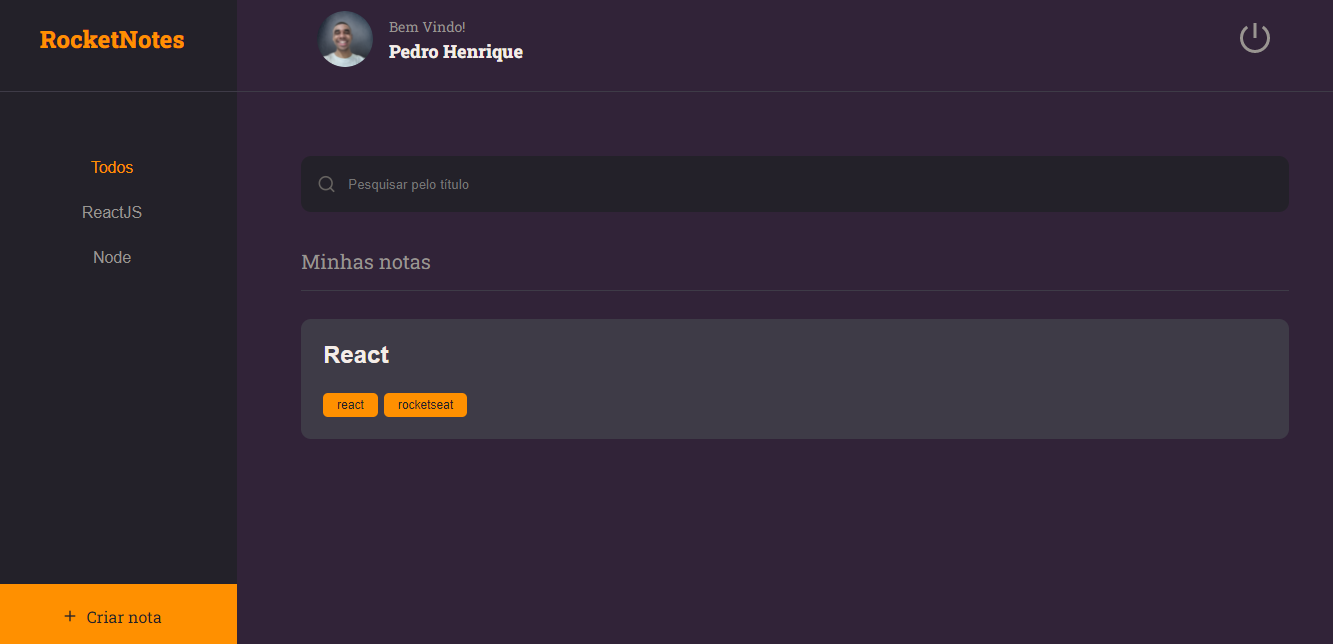 RocketNotes
Bem Vindo!
Pedro Henrique
Todos
ReactJS
Node
Pesquisar pelo título
Minhas notas
React
react
rocketseat
+ Criar nota